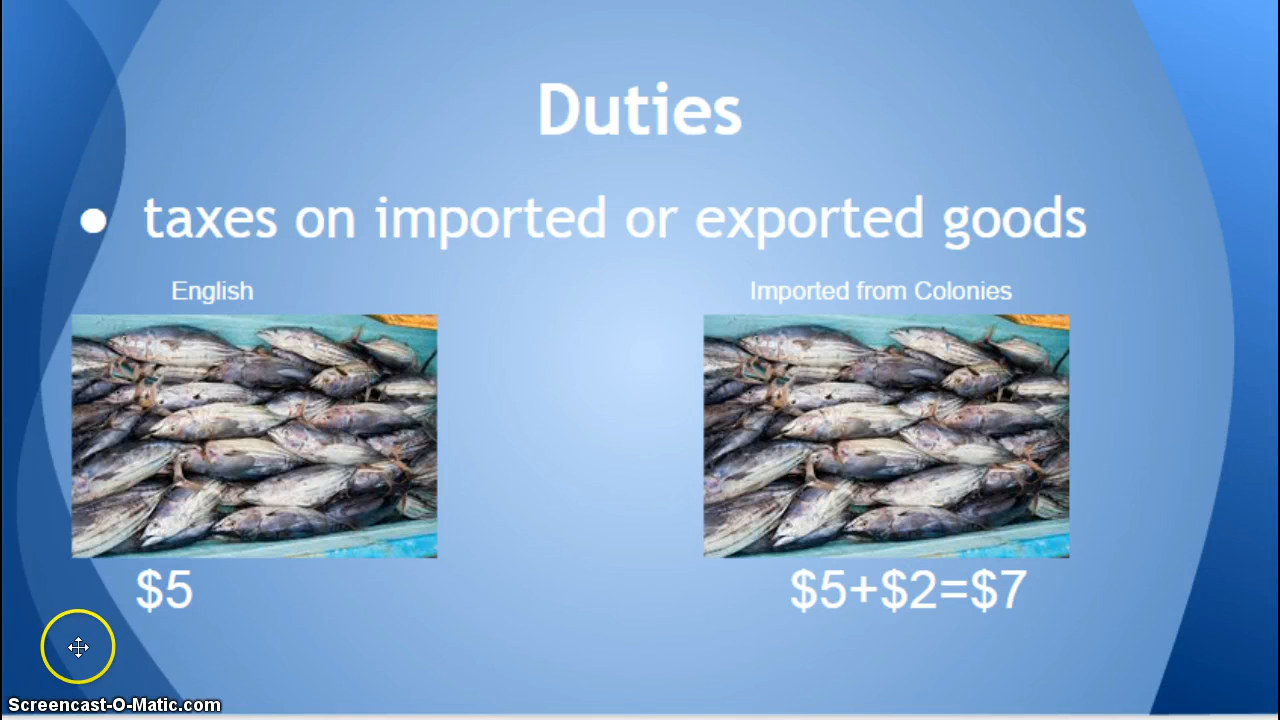 Duties
• taxes on imported or exported goods
English
Imported from Colonies
$5
$5+$2=$7
Screencast-O-Matic.com